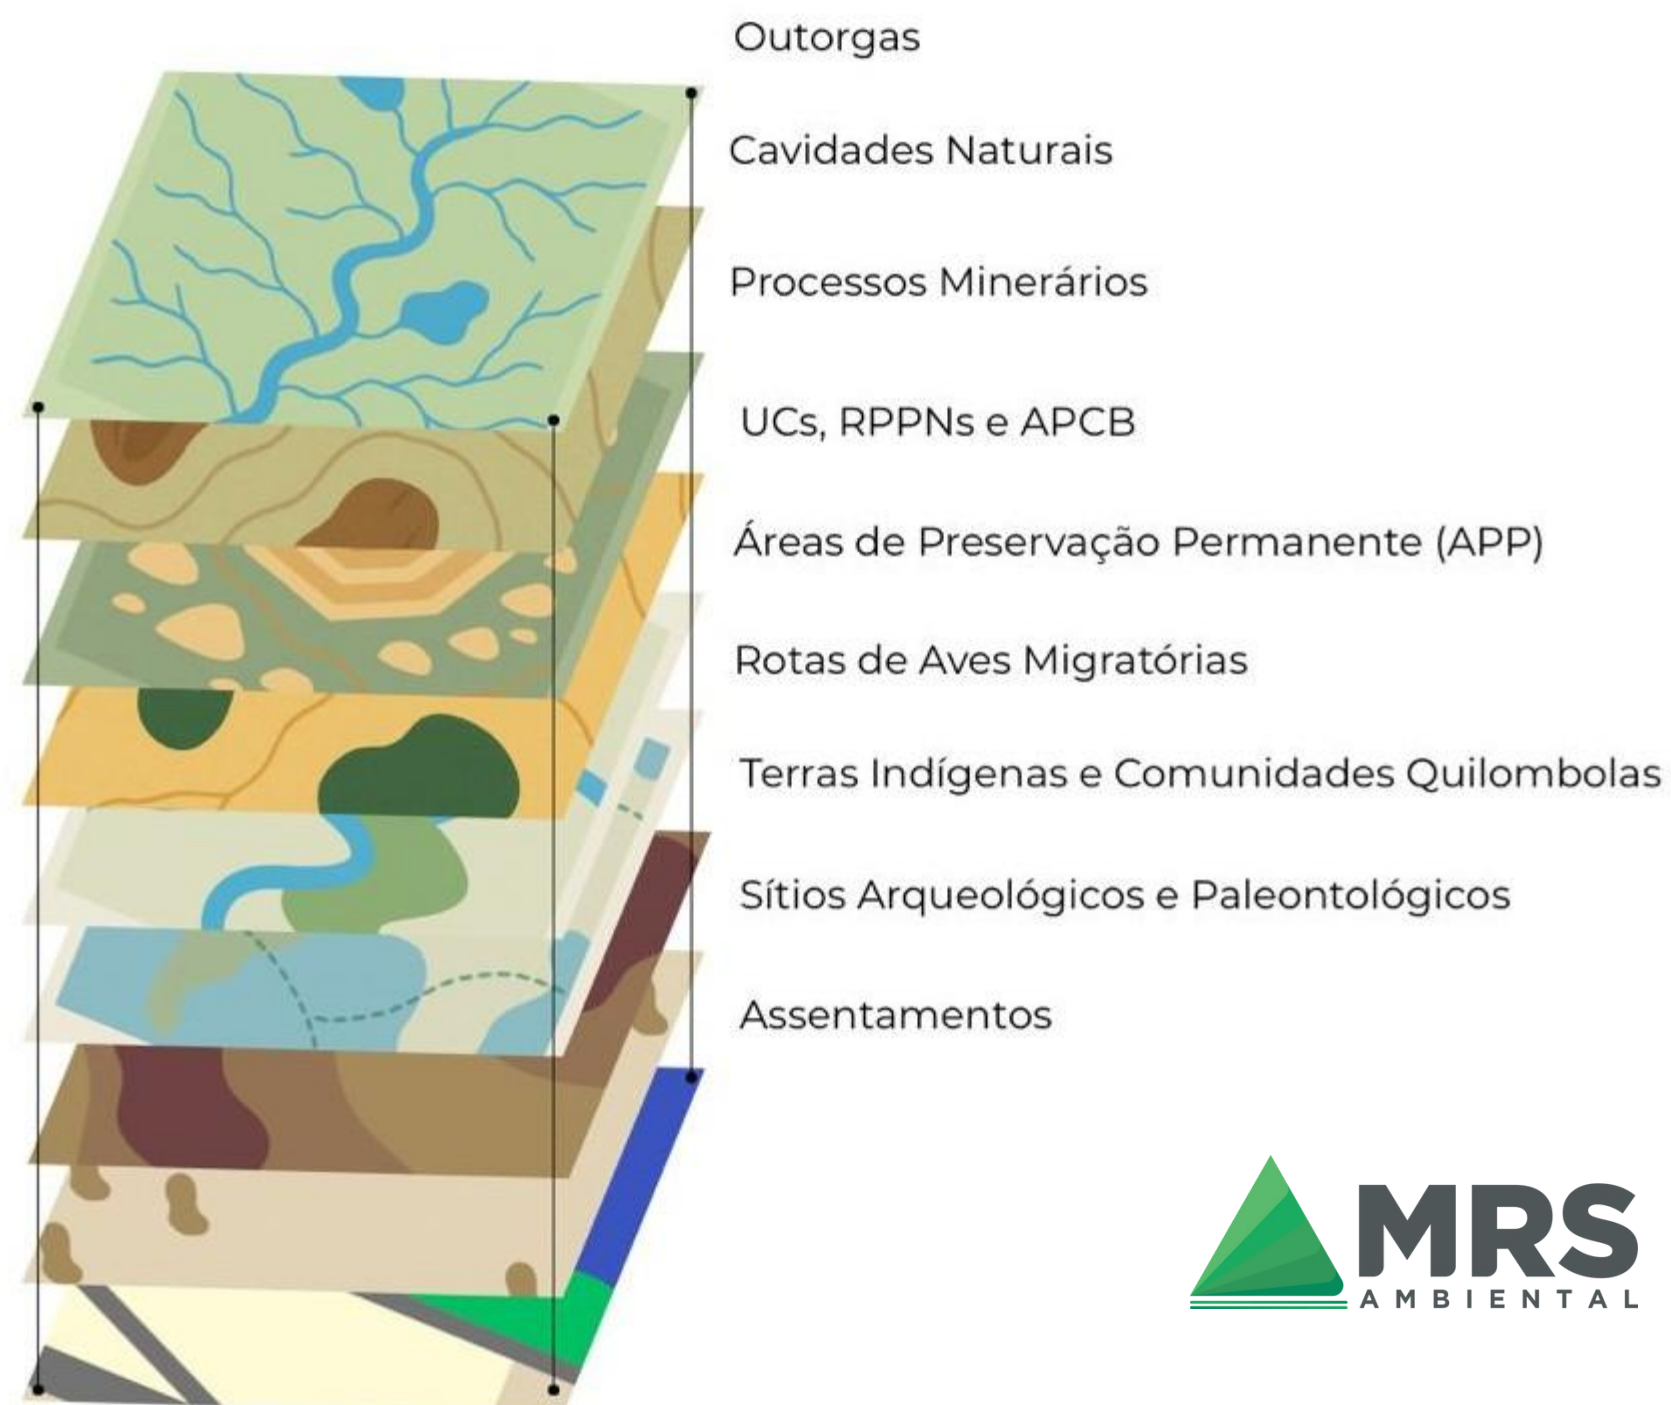 Outorgas
Cavidades Naturais
Processos Minerários
UCs, RPPNs e APCB
Áreas de Preservação Permanente (APP)
Rotas de Aves Migratórias
Terras Indígenas e Comunidades Quilombolas
Sítios Arqueológicos e Paleontológicos
Assentamentos
MRS
AMBIENTAL